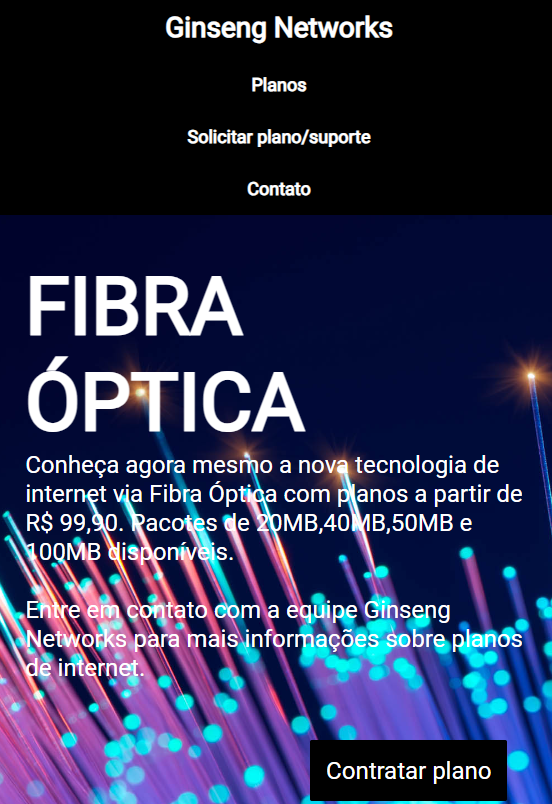 Ginseng Networks
Planos
Solicitar plano/suporte
Contato
FIBRA
ÓPTICA
Conheça agora mesmo a nova tecnologia de
internet via Fibra Óptica com planos a partir de
R$ 99,90. Pacotes de 20MB,40MB,50MB e
100MB disponíveis.
Entre em contato com a equipe Ginseng
Networks para mais informações sobre planos
de internet.
Contratar plano